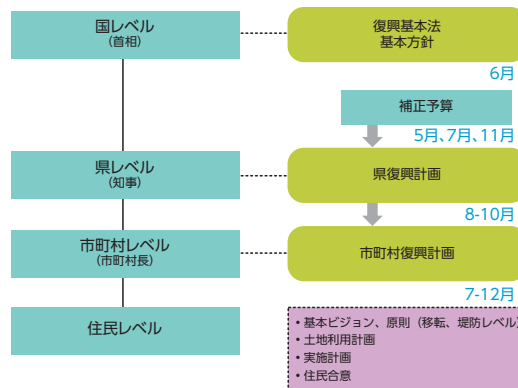 国レベル
(首相)
復興基本法
基本方針
6月
補正予算
5月、7月、11月
県レベル
(知事)
県復興計画
8-10月
市町村レベル
(市町村長)
市町村復興計画
7-12月
住民レベル
・基本ビジョン、原則（移転、堤防レベル）
・土地利用計画
・実施計画
・住民合意